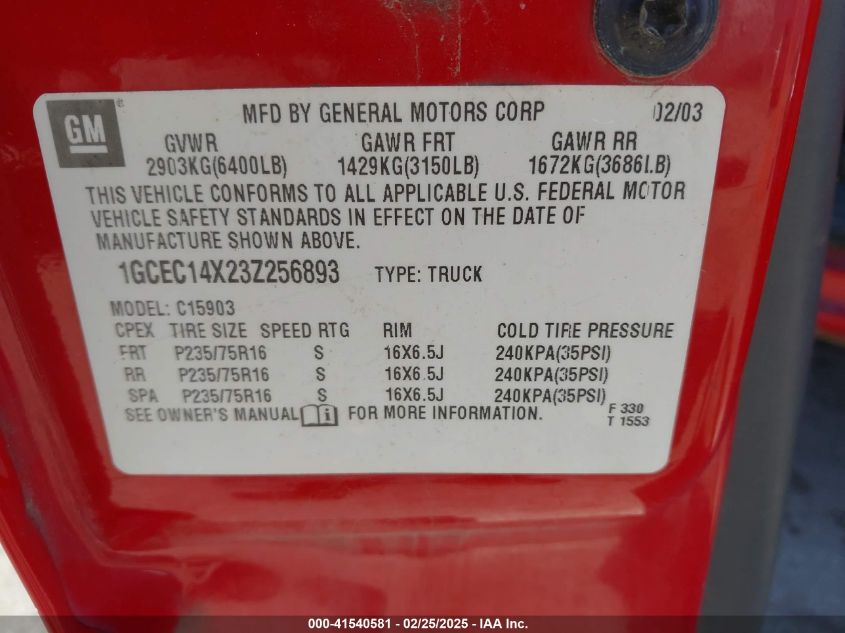 GM ® MFD BY GENERAL MOTORS CORP 02/03
GVWR GAWR FRT GAWR RR
2903KG(6400LB) 1429KG(3150LB) 1672KG(3686LB)
THIS VEHICLE CONFORMS TO ALL APPLICABLE U.S. FEDERAL MOTOR
VEHICLE SAFETY STANDARDS IN EFFECT ON THE DATE OF
MANUFACTURE SHOWN ABOVE.
1GCEC14X23Z256893 TYPE: TRUCK
MODEL: C15903
CPEX TIRE SIZE SPEED RTG RIM COLD TIRE PRESSURE
FRT P235/75R16 S 16X6.5J 240KPA(35PSI)
RR P235/75R16 S 16X6.5J 240KPA(35PSI)
SPA P235/75R16 S 16X6.5J 240KPA(35PSI)
SEE OWNER'S MANUAL i FOR MORE INFORMATION. F 330
T 1553
000-41540581 / 02/25/2025 - IAA Inc.